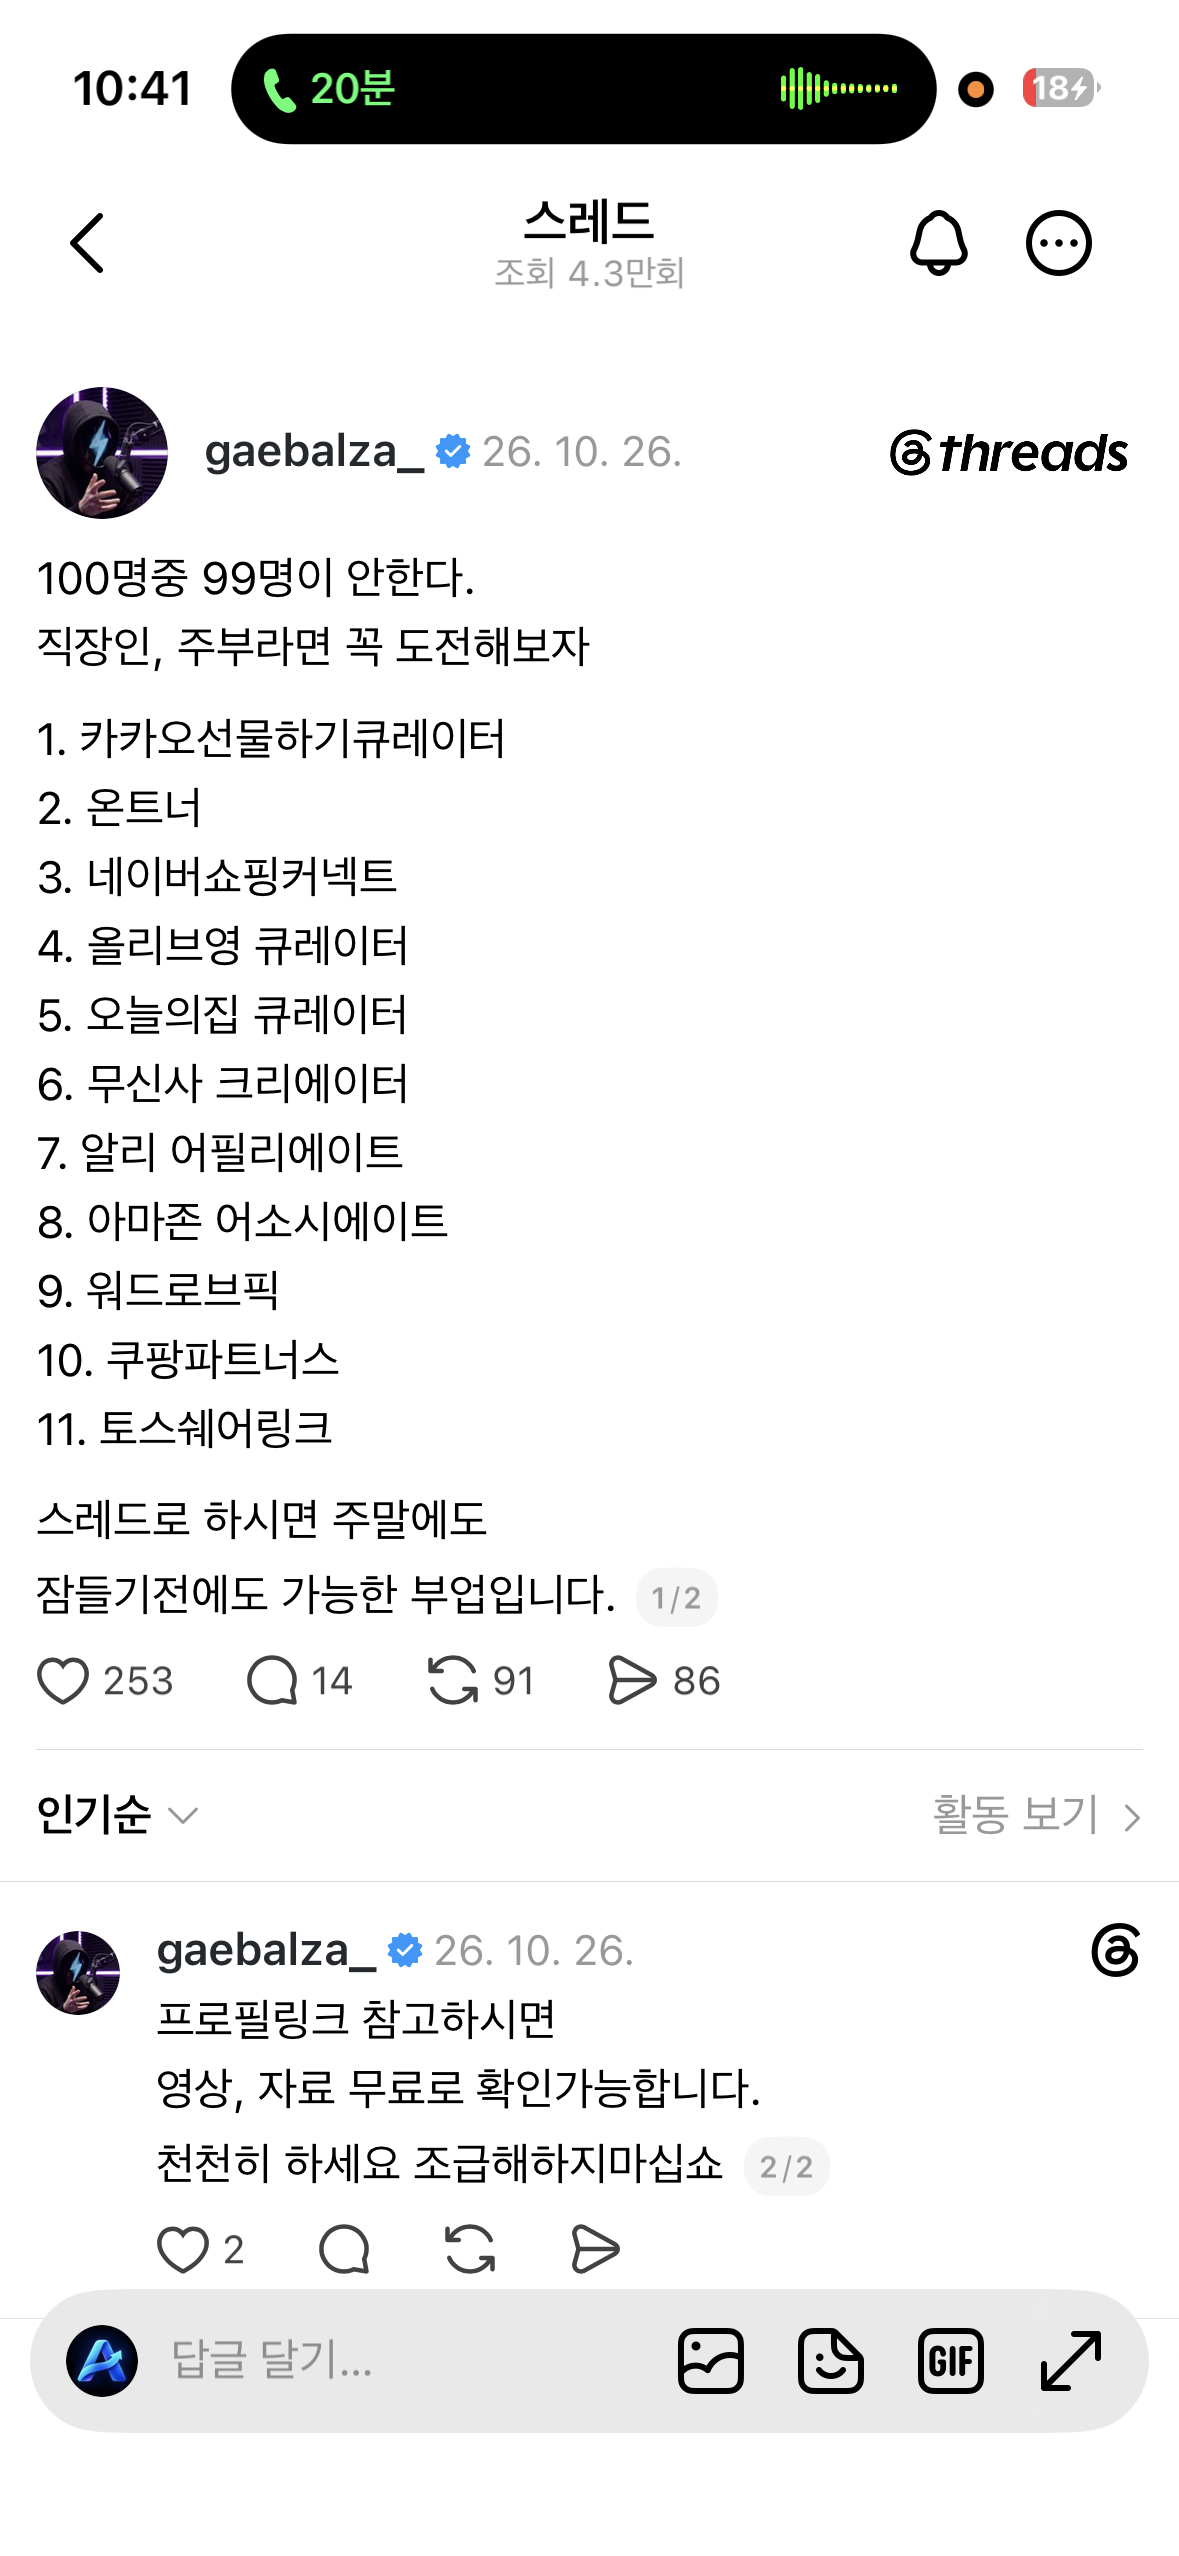 10:41
20분
18
스레드
조회 4.3만회
gaebalza_ 26. 10. 26.
threads
100명중 99명이 안한다.
직장인, 주부라면 꼭 도전해보자
1. 카카오선물하기큐레이터
2. 온트너
3. 네이버쇼핑커넥트
4. 올리브영 큐레이터
5. 오늘의집 큐레이터
6. 무신사 크리에이터
7. 알리 어필리에이트
8. 아마존 어소시에이트
9. 워드로브픽
10. 쿠팡파트너스
11. 토스쉐어링크
스레드로 하시면 주말에도
잠들기전에도 가능한 부업입니다. 1/2
253 14 91 86
인기순
활동 보기
gaebalza_ 26. 10. 26.
프로필링크 참고하시면
영상, 자료 무료로 확인가능합니다.
천천히 하세요 조급해하지마십쇼 2/2
2
답글 달기...
GIF